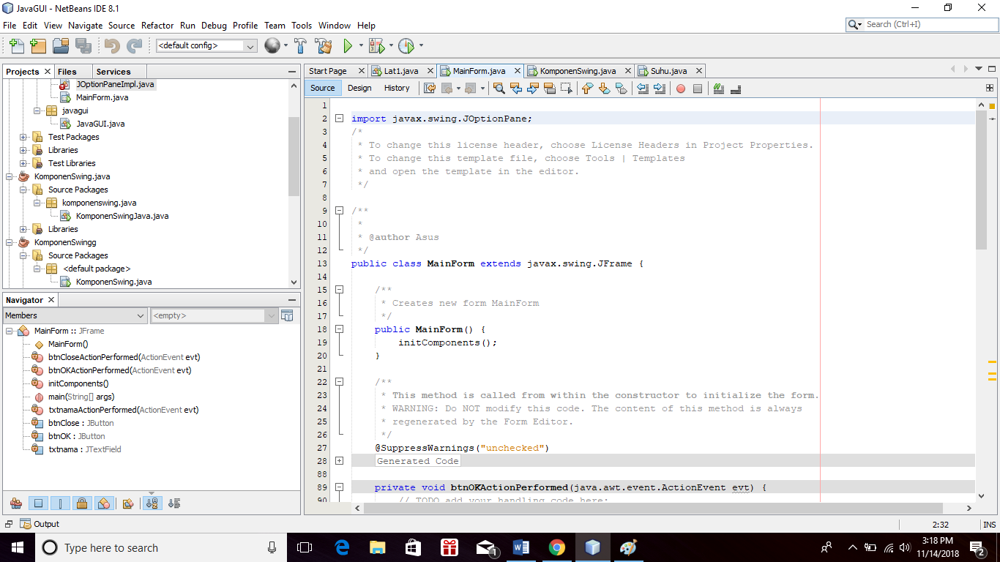 JavaGUI - NetBeans IDE 8.1
File Edit View Navigate Source Refactor Run Debug Profile Team Tools Window Help
Search (Ctrl+I)
<default config>
Projects Files Services
JOptionPaneImpl.java
MainForm.java
javagui
JavaGUI.java
Test Packages
Libraries
Test Libraries
KomponenSwing.java
Source Packages
komponenswing.java
KomponenSwingJava.java
Libraries
KomponenSwingg
Source Packages
<default package>
KomponenSwing.java
Navigator
Members
<empty>
MainForm :: JFrame
MainForm()
btnCloseActionPerformed(ActionEvent evt)
btnOKActionPerformed(ActionEvent evt)
initComponents()
main(String[] args)
txtnamaActionPerformed(ActionEvent evt)
btnClose : JButton
btnOK : JButton
txtnama : JTextField
Start Page Lat1.java MainForm.java KomponenSwing.java Suhu.java
Source Design History
1
2 import javax.swing.JOptionPane;
3 /*
4 * To change this license header, choose License Headers in Project Properties.
5 * To change this template file, choose Tools | Templates
6 * and open the template in the editor.
7 */
8
9 /**
10 *
11 * @author Asus
12 */
13 public class MainForm extends javax.swing.JFrame {
14
15 /**
16 * Creates new form MainForm
17 */
18 public MainForm() {
19 initComponents();
20 }
21
22 /**
23 * This method is called from within the constructor to initialize the form.
24 * WARNING: Do NOT modify this code. The content of this method is always
25 * regenerated by the Form Editor.
26 */
27 @SuppressWarnings("unchecked")
28 Generated Code
88
89 private void btnOKActionPerformed(java.awt.event.ActionEvent evt) {
90 // TODO add your handling code here:
Output
2:32 INS
Type here to search
1
3:18 PM
11/14/2018
2